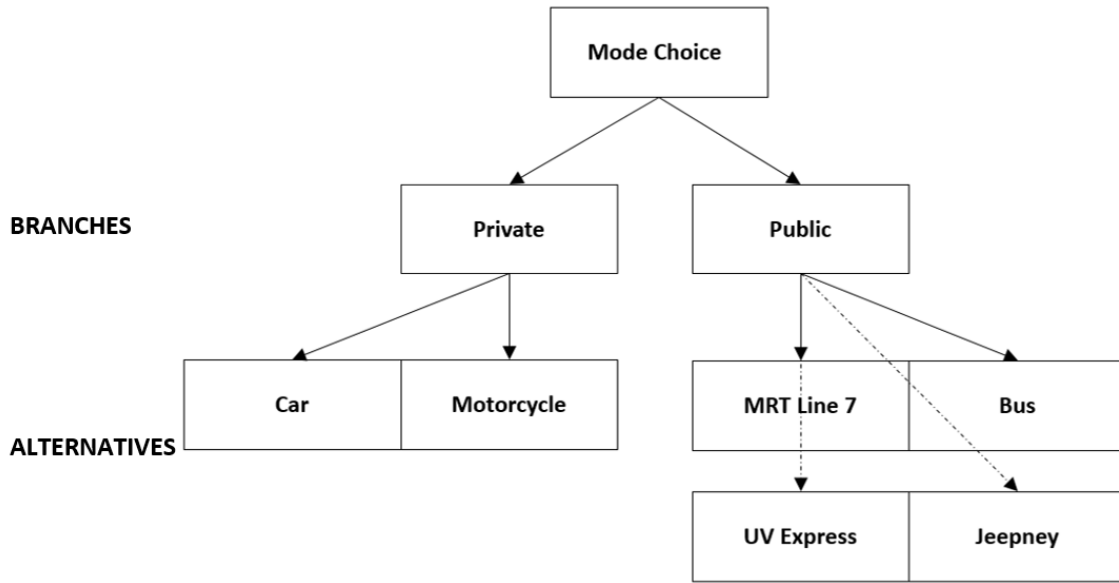 Mode Choice
BRANCHES
Private
Public
Car
Motorcycle
MRT Line 7
Bus
ALTERNATIVES
UV Express
Jeepney